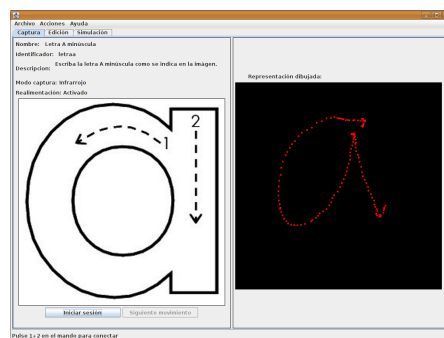 Archivo Acciones Ayuda
Captura Edición Simulación
Nombre: Letra A minúscula
Identificador: letraa
Descripcion: Escriba la letra A minúscula como se indica en la imágen.
Modo captura: Infrarrojo
Realimentación: Activado
1
2
Iniciar sesión Siguiente movimiento
Representación dibujada:
Pulse 1+2 en el mando para conectar